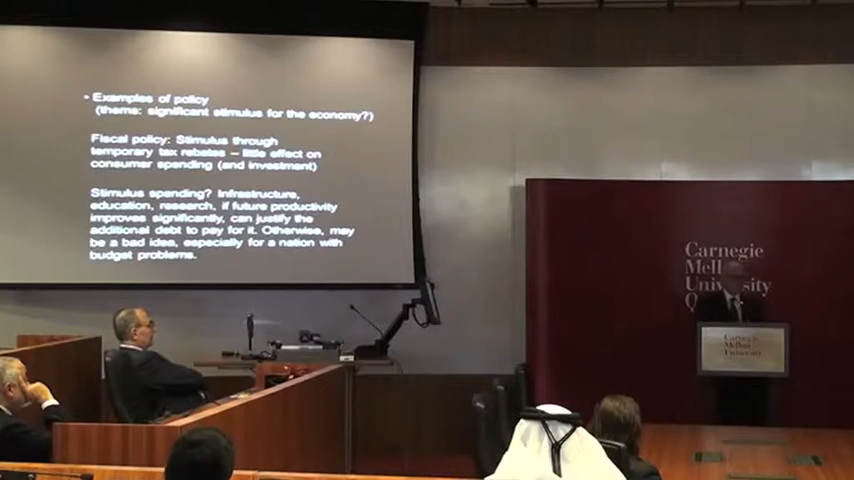 • Examples of policy
(theme: significant stimulus for the economy?)
Fiscal policy: Stimulus through
temporary tax rebates – little effect on
consumer spending (and investment)
Stimulus spending? Infrastructure,
education, research, if future productivity
improves significantly, can justify the
additional debt to pay for it. Otherwise, may
be a bad idea, especially for a nation with
budget problems.
Carnegie
Carnegie
Mellon
University